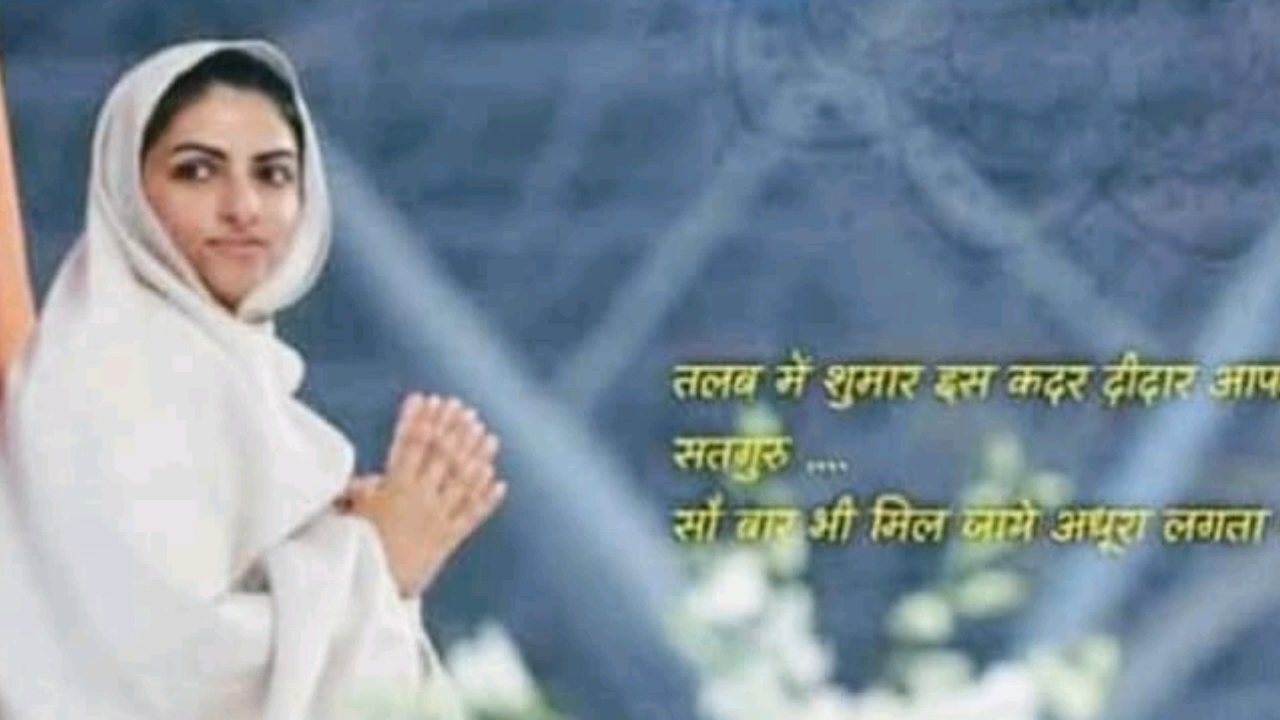 तलब में शुमार इस कदर दीदार आप
सतगुरु ....
सौ बार भी मिल जाये अधूरा लगता